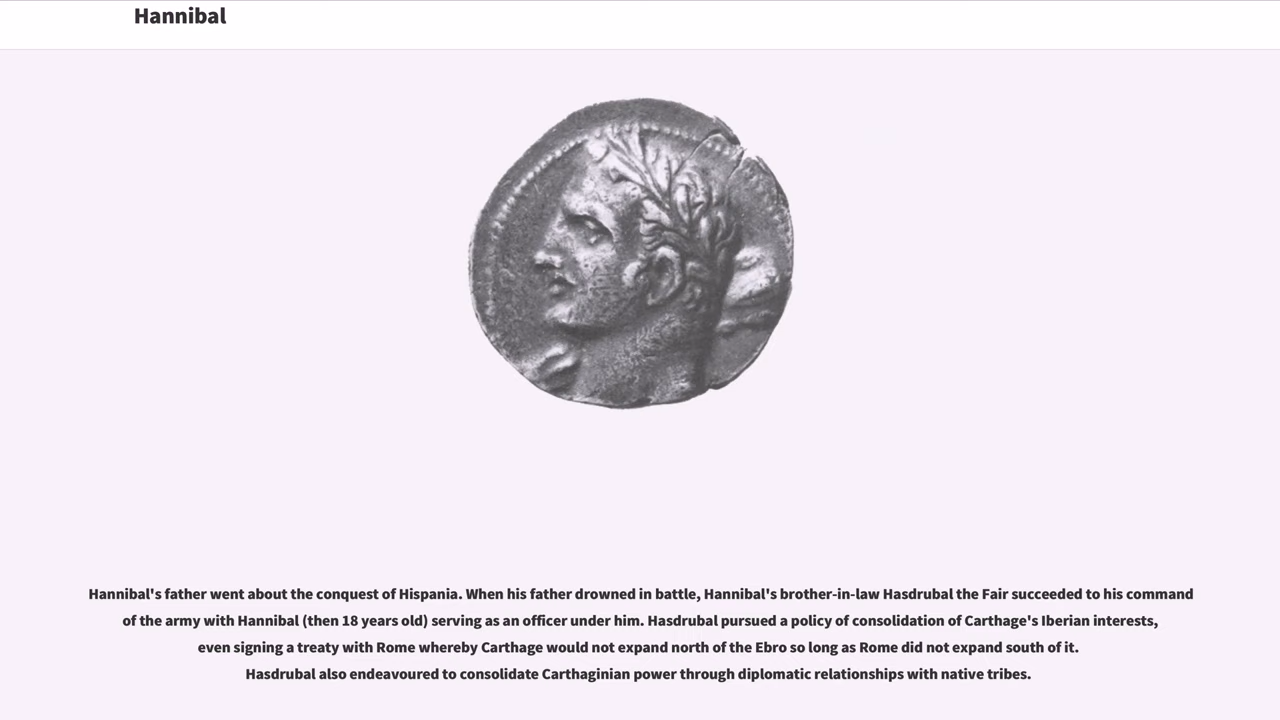 Hannibal
Hannibal's father went about the conquest of Hispania. When his father drowned in battle, Hannibal's brother-in-law Hasdrubal the Fair succeeded to his command
of the army with Hannibal (then 18 years old) serving as an officer under him. Hasdrubal pursued a policy of consolidation of Carthage's Iberian interests,
even signing a treaty with Rome whereby Carthage would not expand north of the Ebro so long as Rome did not expand south of it.
Hasdrubal also endeavoured to consolidate Carthaginian power through diplomatic relationships with native tribes.